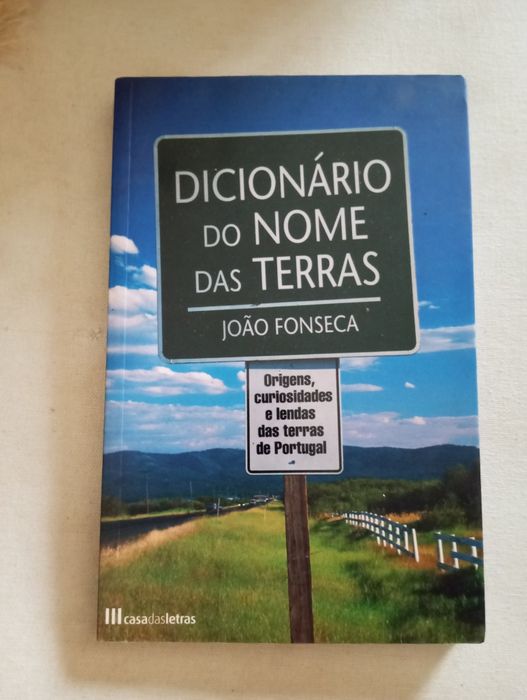 DICIONÁRIO
DO NOME
DAS TERRAS
JOÃO FONSECA
Origens,
curiosidades
e lendas
das terras
de Portugal
casadasletras